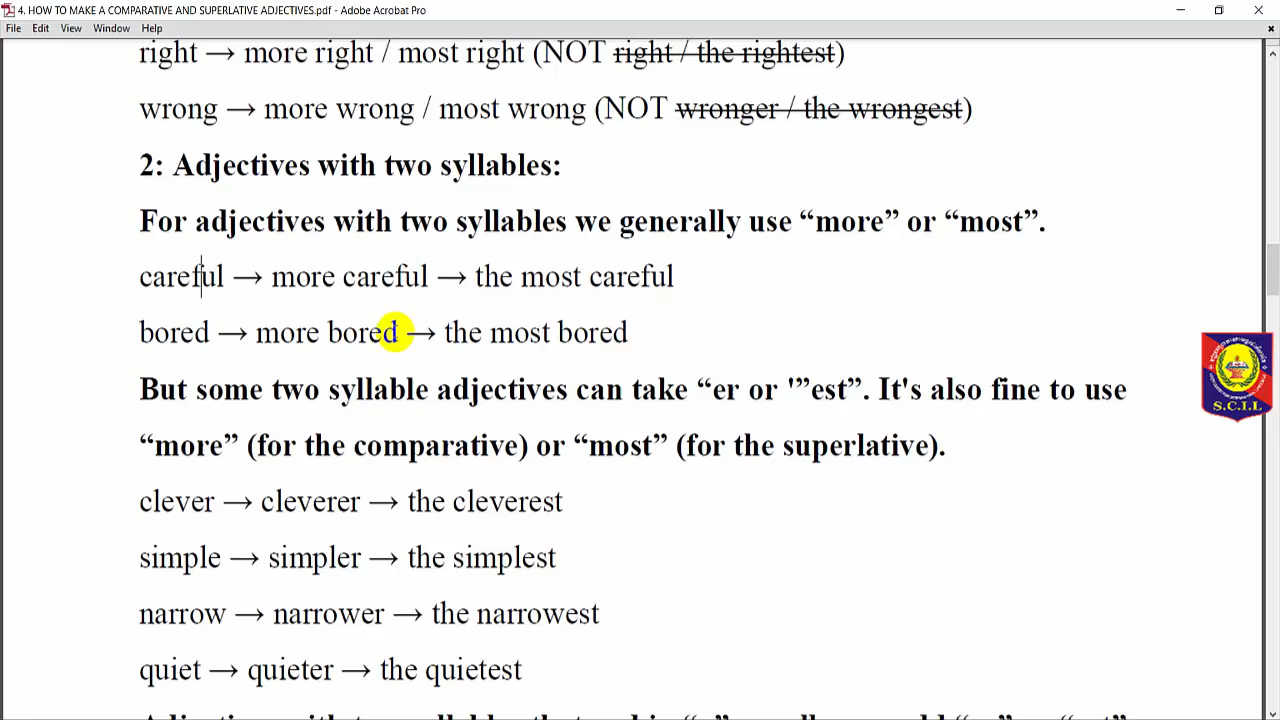 4. HOW TO MAKE A COMPARATIVE AND SUPERLATIVE ADJECTIVES.pdf - Adobe Acrobat Pro
File Edit View Window Help
right → more right / most right (NOT right / the rightest)
wrong → more wrong / most wrong (NOT wronger / the wrongest)
2: Adjectives with two syllables:
For adjectives with two syllables we generally use “more” or “most”.
careful → more careful → the most careful
bored → more bored → the most bored
But some two syllable adjectives can take “er or '”est”. It's also fine to use
“more” (for the comparative) or “most” (for the superlative).
clever → cleverer → the cleverest
simple → simpler → the simplest
narrow → narrower → the narrowest
quiet → quieter → the quietest
S.C.I.L